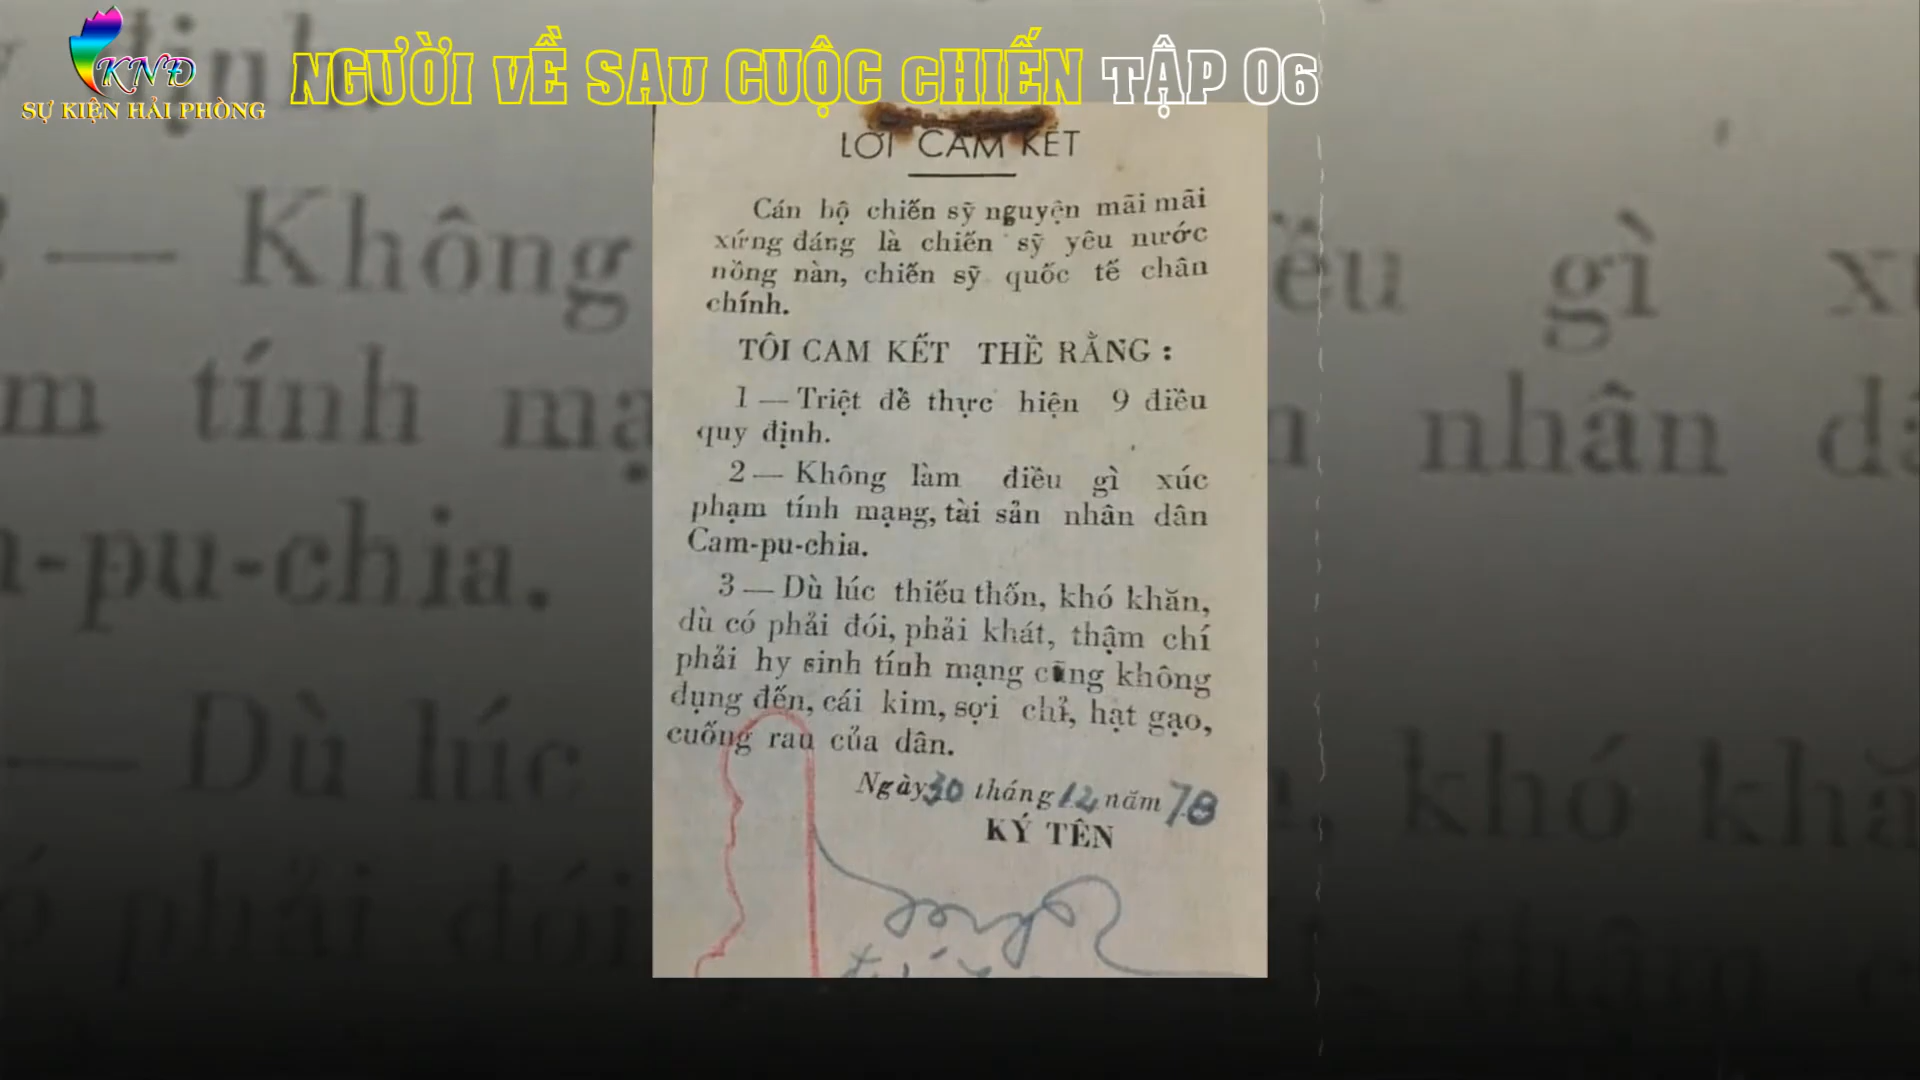 KNĐ
SỰ KIỆN HẢI PHÒNG
NGƯỜI VỀ SAU CUỘC CHIẾN TẬP 06
LỜI CAM KẾT
Cán bộ chiến sỹ nguyện mãi mãi
xứng đáng là chiến sỹ yêu nước
nồng nàn, chiến sỹ quốc tế chân
chính.
TÔI CAM KẾT THỀ RẰNG :
1 — Triệt để thực hiện 9 điều
quy định.
2 — Không làm điều gì xúc
phạm tính mạng, tài sản nhân dân
Cam-pu-chia.
3 — Dù lúc thiếu thốn, khó khăn,
dù có phải đói, phải khát, thậm chí
phải hy sinh tính mạng cũng không
dụng đến, cái kim, sợi chỉ, hạt gạo,
cuống rau của dân.
Ngày 30 tháng 12 năm 78
KÝ TÊN